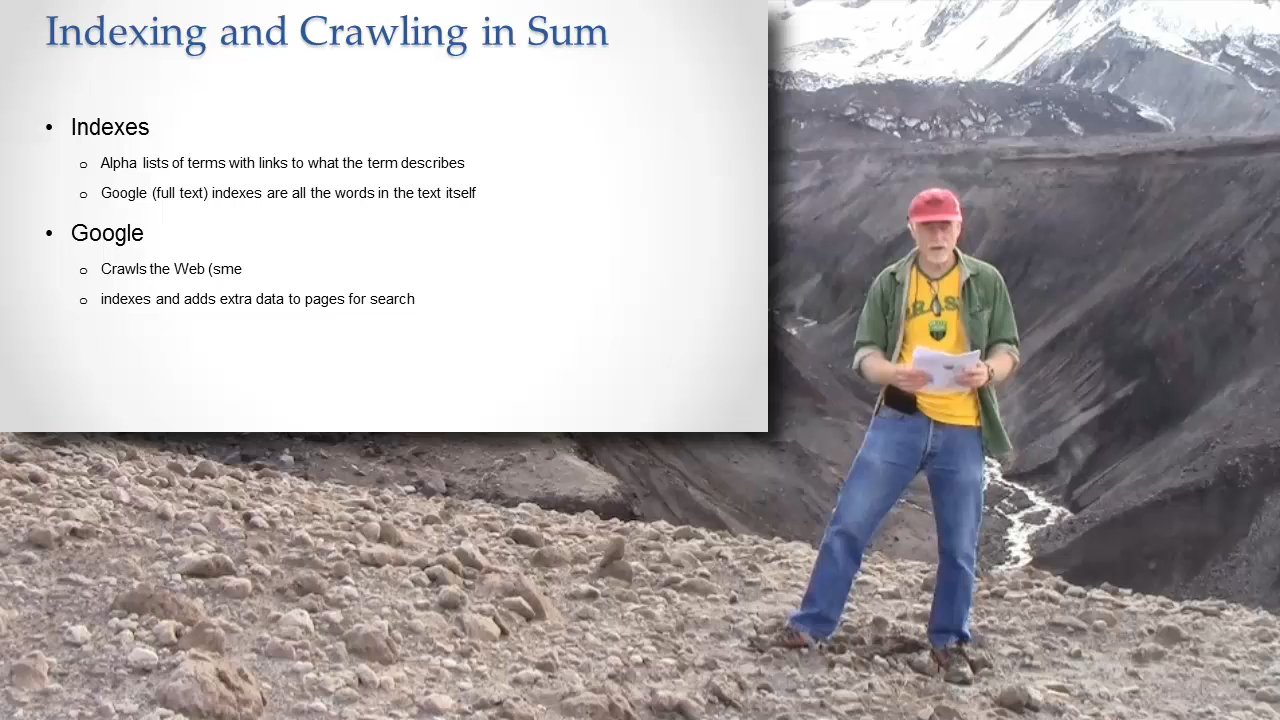 Indexing and Crawling in Sum
• Indexes
o Alpha lists of terms with links to what the term describes
o Google (full text) indexes are all the words in the text itself
• Google
o Crawls the Web (sme
o indexes and adds extra data to pages for search